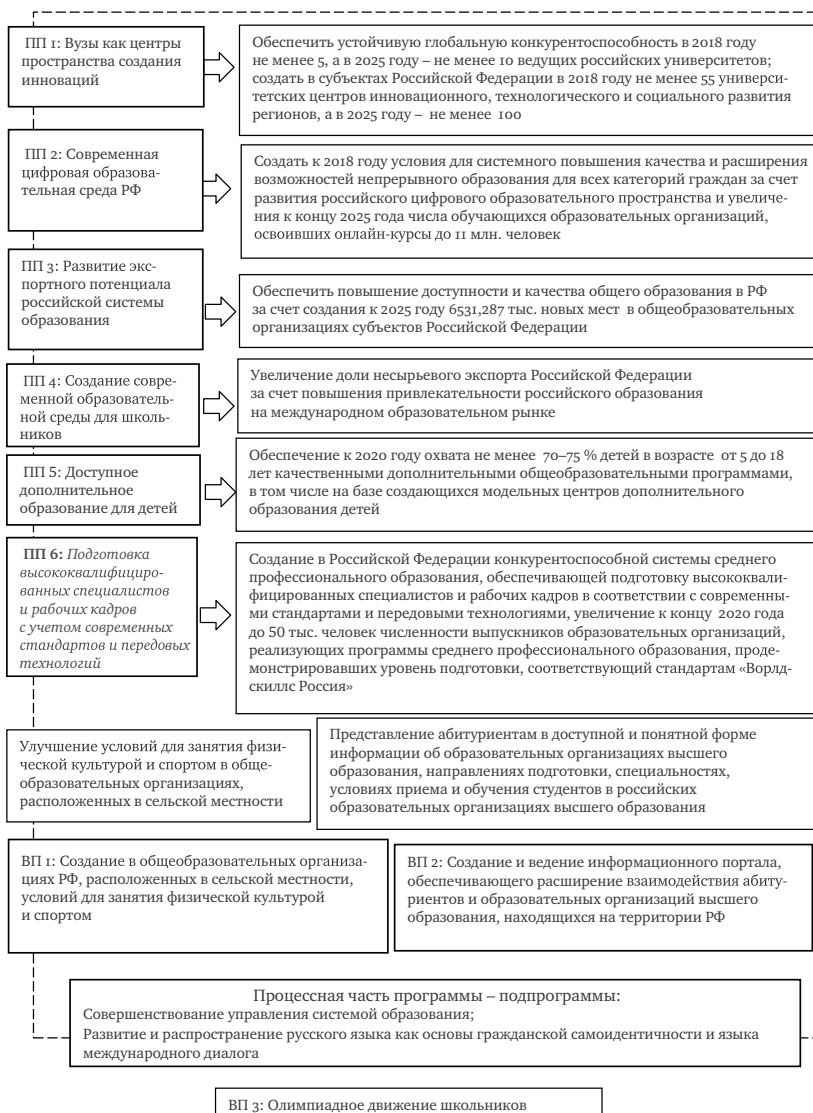 ПП 1: Вузы как центры
пространства создания
инноваций
Обеспечить устойчивую глобальную конкурентоспособность в 2018 году
не менее 5, а в 2025 году – не менее 10 ведущих российских университетов;
создать в субъектах Российской Федерации в 2018 году не менее 55 универси-
тетских центров инновационного, технологического и социального развития
регионов, а в 2025 году – не менее 100
ПП 2: Современная
цифровая образова-
тельная среда РФ
Создать к 2018 году условия для системного повышения качества и расширения
возможностей непрерывного образования для всех категорий граждан за счет
развития российского цифрового образовательного пространства и увеличе-
ния к концу 2025 года числа обучающихся образовательных организаций,
освоивших онлайн-курсы до 11 млн. человек
ПП 3: Развитие экс-
портного потенциала
российской системы
образования
Обеспечить повышение доступности и качества общего образования в РФ
за счет создания к 2025 году 6531,287 тыс. новых мест в общеобразовательных
организациях субъектов Российской Федерации
ПП 4: Создание совре-
менной образователь-
ной среды для школь-
ников
Увеличение доли несырьевого экспорта Российской Федерации
за счет повышения привлекательности российского образования
на международном образовательном рынке
ПП 5: Доступное
дополнительное
образование для детей
Обеспечение к 2020 году охвата не менее 70–75 % детей в возрасте от 5 до 18
лет качественными дополнительными общеобразовательными программами,
в том числе на базе создающихся модельных центров дополнительного
образования детей
ПП 6: Подготовка
высококвалифициро-
ванных специалистов
и рабочих кадров
с учетом современных
стандартов и передовых
технологий
Создание в Российской Федерации конкурентоспособной системы среднего
профессионального образования, обеспечивающей подготовку высококвали-
фицированных специалистов и рабочих кадров в соответствии с современны-
ми стандартами и передовыми технологиями, увеличение к концу 2020 года
до 50 тыс. человек численности выпускников образовательных организаций,
реализующих программы среднего профессионального образования, проде-
монстрировавших уровень подготовки, соответствующий стандартам «Ворлд-
скиллс Россия»
Улучшение условий для занятия физи-
ческой культурой и спортом в обще-
образовательных организациях,
расположенных в сельской местности
Представление абитуриентам в доступной и понятной форме
информации об образовательных организациях высшего
образования, направлениях подготовки, специальностях,
условиях приема и обучения студентов в российских
образовательных организациях высшего образования
ВП 1: Создание в общеобразовательных организа-
циях РФ, расположенных в сельской местности,
условий для занятия физической культурой
и спортом
ВП 2: Создание и ведение информационного портала,
обеспечивающего расширение взаимодействия абиту-
риентов и образовательных организаций высшего
образования, находящихся на территории РФ
Процессная часть программы – подпрограммы:
Совершенствование управления системой образования;
Развитие и распространение русского языка как основы гражданской самоидентичности и языка
международного диалога
ВП 3: Олимпиадное движение школьников